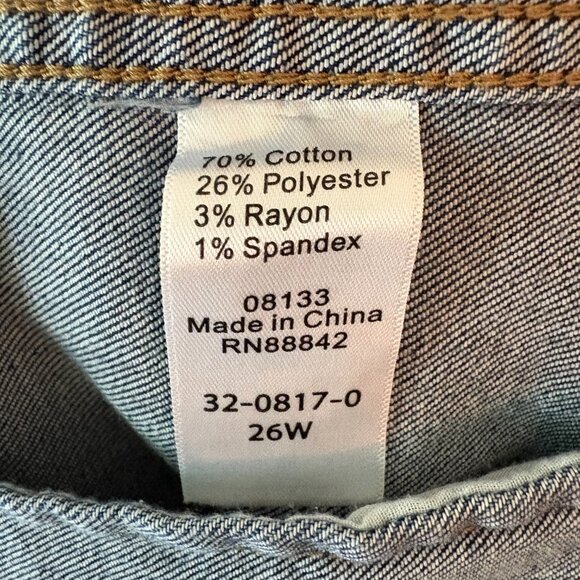 70% Cotton
26% Polyester
3% Rayon
1% Spandex
08133
Made in China
RN88842
32-0817-0
26W